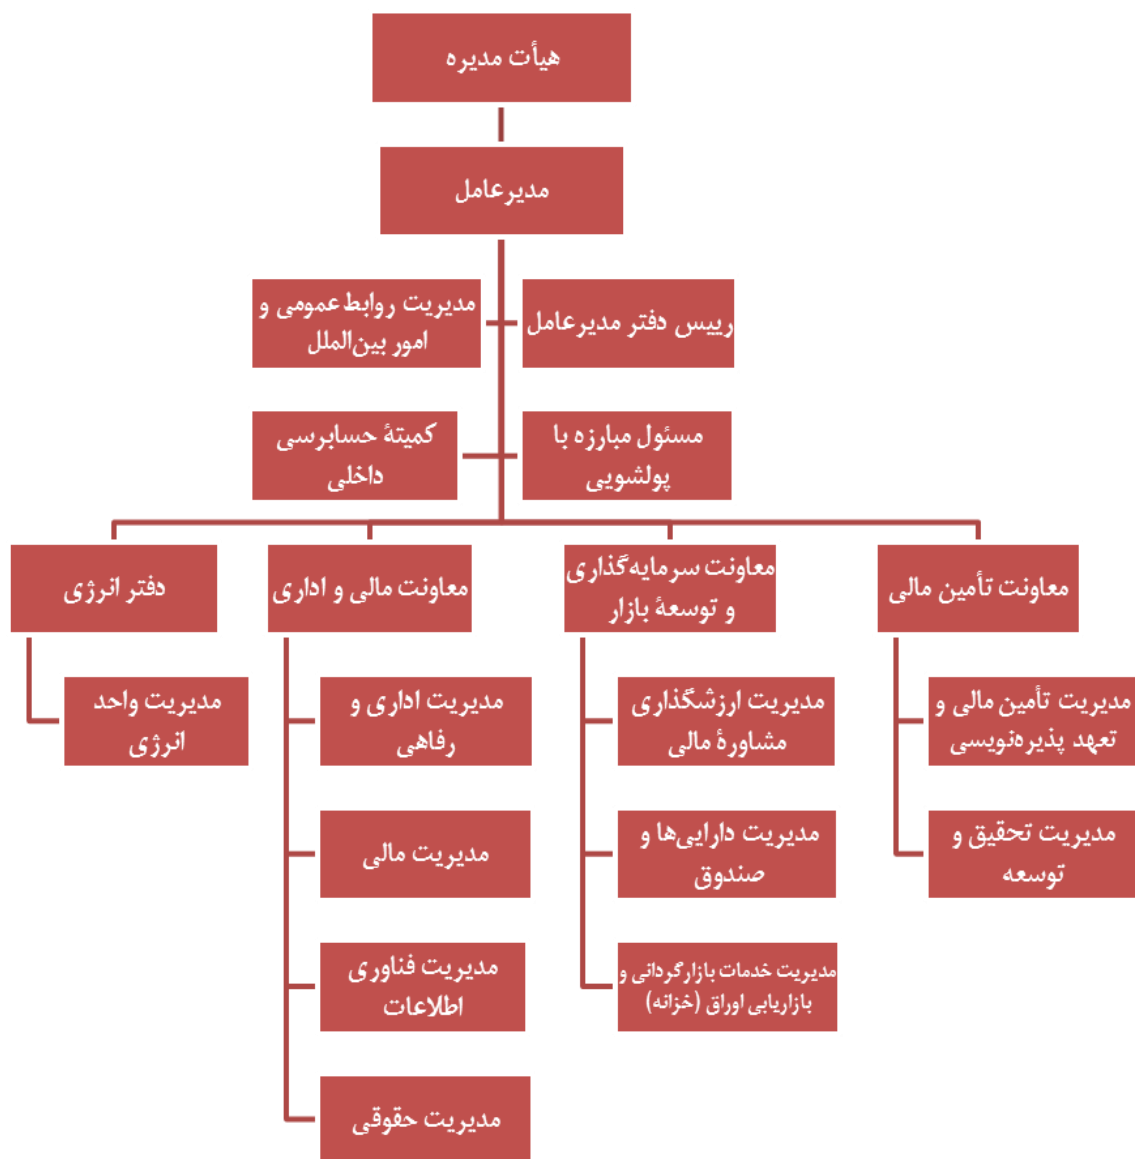 هیأت مدیره
مدیرعامل
رییس دفتر مدیرعامل
مدیریت روابط عمومی و
امور بین‌الملل
مسئول مبارزه با
پولشویی
کمیتهٔ حسابرسی
داخلی
معاونت تأمین مالی
معاونت سرمایه‌گذاری
و توسعهٔ بازار
معاونت مالی و اداری
دفتر انرژی
مدیریت تأمین مالی و
تعهد پذیره‌نویسی
مدیریت ارزشگذاری
مشاورهٔ مالی
مدیریت اداری و
رفاهی
مدیریت واحد
انرژی
مدیریت تحقیق و
توسعه
مدیریت دارایی‌ها و
صندوق
مدیریت مالی
مدیریت خدمات بازارگردانی و
بازاریابی اوراق (خزانه)
مدیریت فناوری
اطلاعات
مدیریت حقوقی